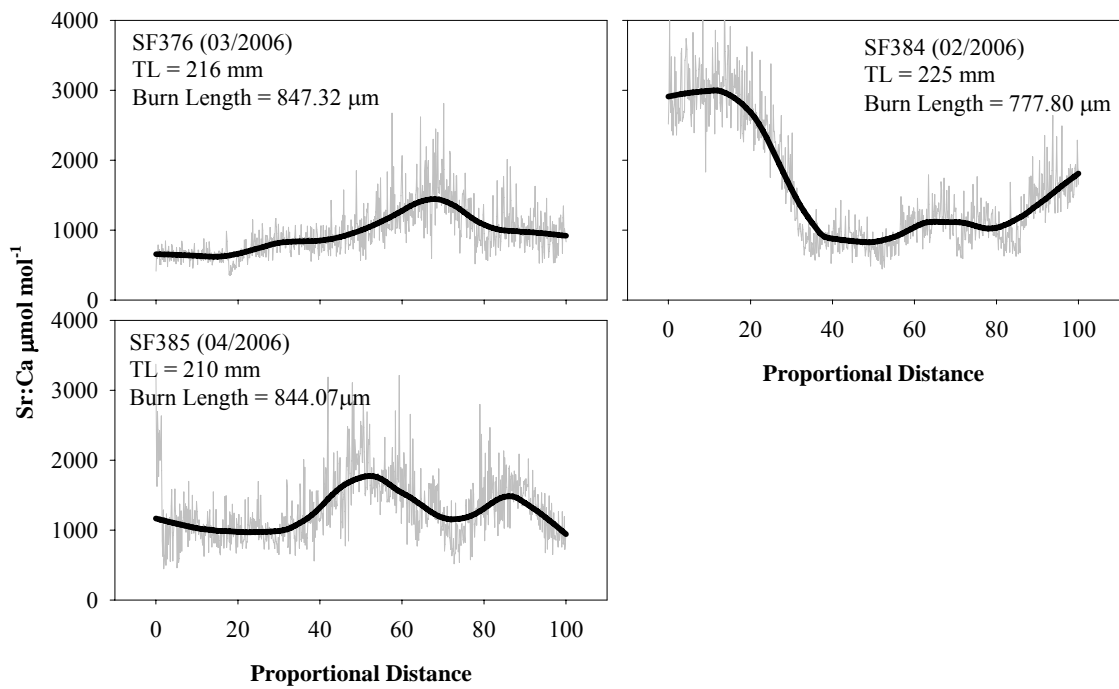 4000
3000
2000
1000
0
SF376 (03/2006)
TL = 216 mm
Burn Length = 847.32 μm
SF384 (02/2006)
TL = 225 mm
Burn Length = 777.80 μm
0 20 40 60 80 100
Proportional Distance
Sr:Ca μmol mol⁻¹
4000
3000
2000
1000
0
SF385 (04/2006)
TL = 210 mm
Burn Length = 844.07μm
0 20 40 60 80 100
Proportional Distance